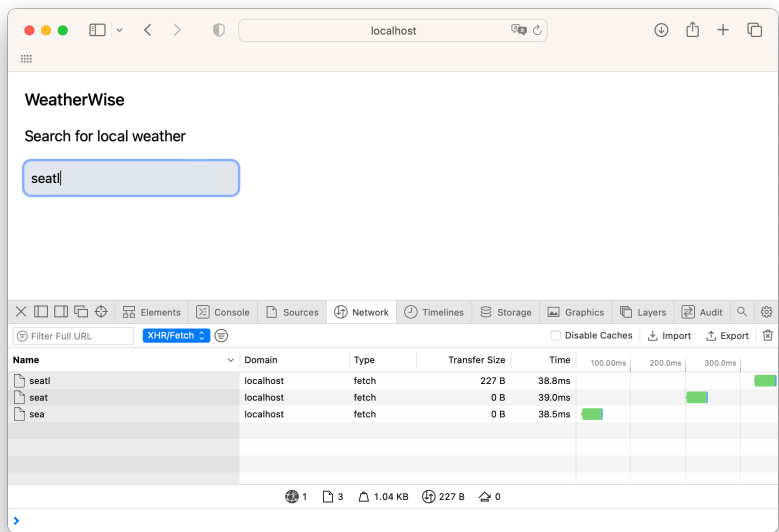 localhost
WeatherWise
Search for local weather
seatl
Elements Console Sources Network Timelines Storage Graphics Layers Audit
Filter Full URL XHR/Fetch Disable Caches Import Export
Name Domain Type Transfer Size Time 100.00ms 200.0ms 300.0ms
seatl localhost fetch 227 B 38.8ms
seat localhost fetch 0 B 39.0ms
sea localhost fetch 0 B 38.5ms
1 3 1.04 KB 227 B 0